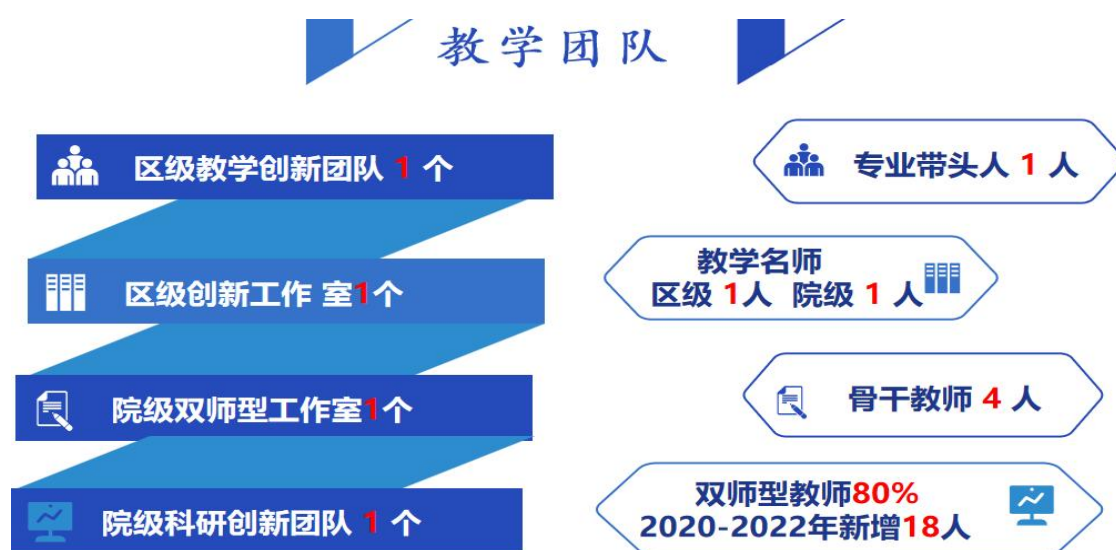 教学团队
区级教学创新团队 1 个
区级创新工作 室1个
院级双师型工作室1个
院级科研创新团队 1 个
专业带头人 1 人
教学名师
区级 1人 院级 1 人
骨干教师 4 人
双师型教师80%
2020-2022年新增18人